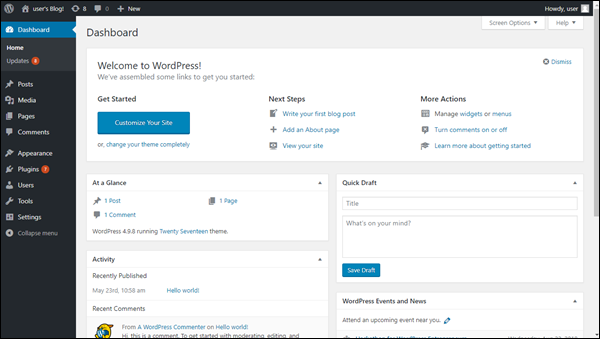 user's Blog! 8 0 New Howdy, user
Dashboard
Home
Updates 8
Posts
Media
Pages
Comments
Appearance
Plugins 7
Users
Tools
Settings
Collapse menu
Screen Options Help
Dashboard
Welcome to WordPress!
We've assembled some links to get you started:
Dismiss
Get Started
Customize Your Site
or, change your theme completely
Next Steps
Write your first blog post
Add an About page
View your site
More Actions
Manage widgets or menus
Turn comments on or off
Learn more about getting started
At a Glance
1 Post 1 Page
1 Comment
WordPress 4.9.8 running Twenty Seventeen theme.
Activity
Recently Published
May 23rd, 10:58 am Hello world!
Recent Comments
From A WordPress Commenter on Hello world!
Hi, this is a comment. To get started with moderating, editing, and
Quick Draft
Title
What's on your mind?
Save Draft
WordPress Events and News
Attend an upcoming event near you.